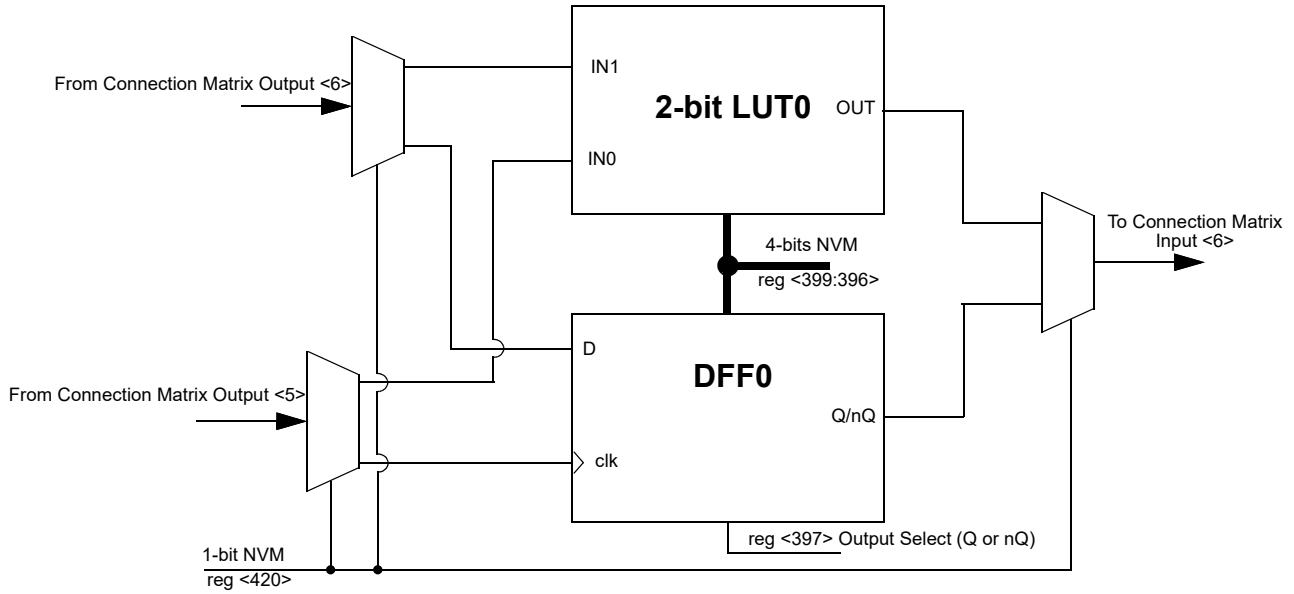 From Connection Matrix Output <6>
IN1
2-bit LUT0
OUT
IN0
4-bits NVM
reg <399:396>
To Connection Matrix
Input <6>
D
DFF0
From Connection Matrix Output <5>
Q/nQ
clk
reg <397> Output Select (Q or nQ)
1-bit NVM
reg <420>